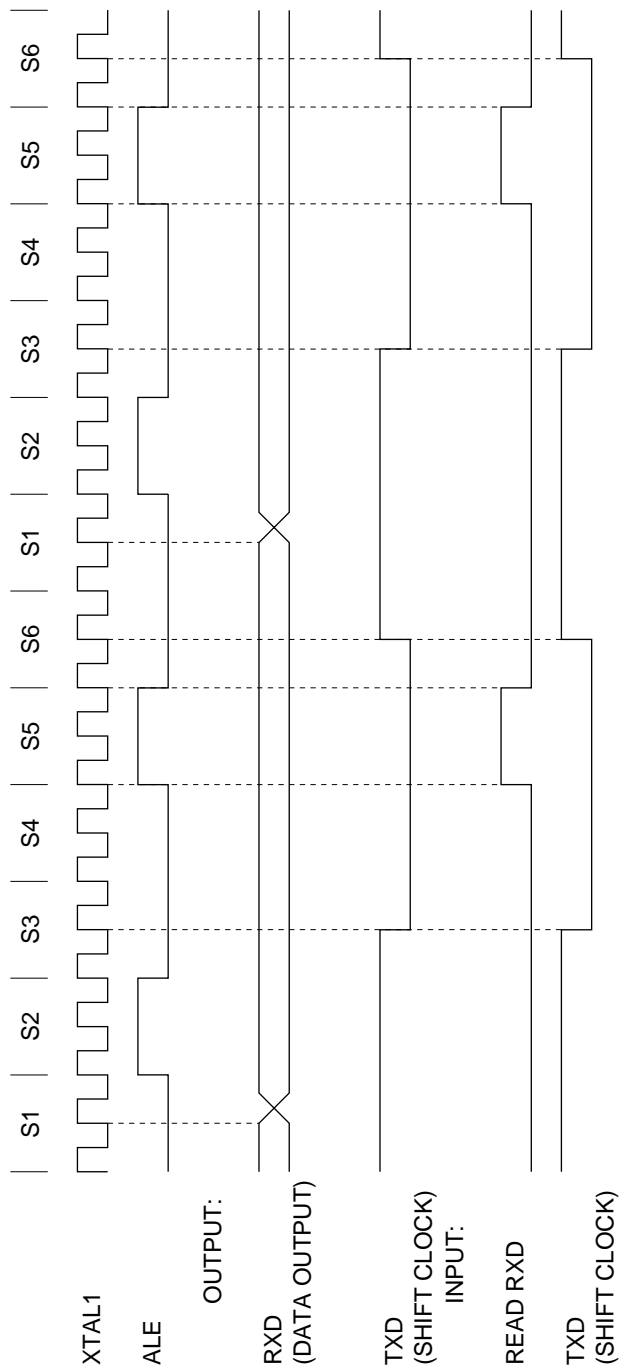 S1 S2 S3 S4 S5 S6 S1 S2 S3 S4 S5 S6
XTAL1
ALE
OUTPUT:
RXD
(DATA OUTPUT)
TXD
(SHIFT CLOCK)
INPUT:
READ RXD
TXD
(SHIFT CLOCK)